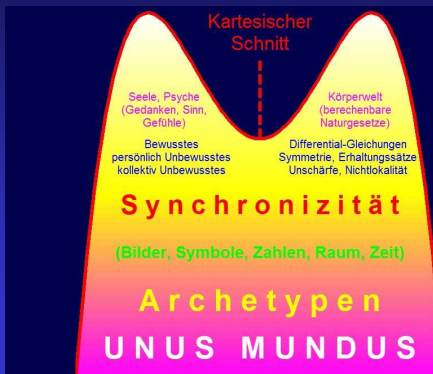 Kartesischer
Schnitt
Seele, Psyche
(Gedanken, Sinn,
Gefühle)
Bewusstes
persönlich Unbewusstes
kollektiv Unbewusstes
Körperwelt
(berechenbare
Naturgesetze)
Differential-Gleichungen
Symmetrie, Erhaltungssätze
Unschärfe, Nichtlokalität
Synchronizität
(Bilder, Symbole, Zahlen, Raum, Zeit)
Archetypen
UNUS MUNDUS